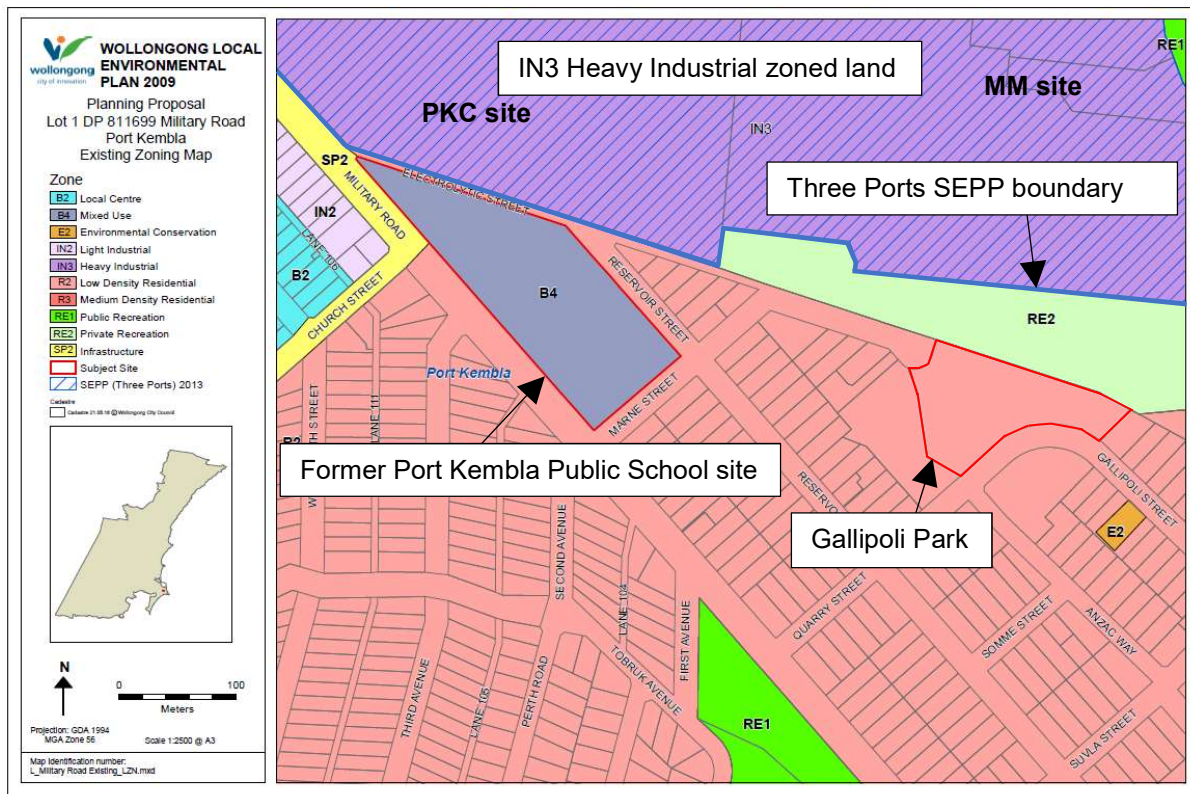 WOLLONGONG LOCAL
ENVIRONMENTAL
PLAN 2009
wollongong
city of innovation
Planning Proposal
Lot 1 DP 811699 Military Road
Port Kembla
Existing Zoning Map
Zone
B2 Local Centre
B4 Mixed Use
E2 Environmental Conservation
IN2 Light Industrial
IN3 Heavy Industrial
R2 Low Density Residential
R3 Medium Density Residential
RE1 Public Recreation
RE2 Private Recreation
SP2 Infrastructure
Subject Site
SEPP (Three Ports) 2013
Cadastre
N
0 100
Meters
Projection: GDA 1994
MGA Zone 56
Scale 1:2500 @ A3
Map Identification number:
L_Military Road Existing_LZN.mxd
IN3 Heavy Industrial zoned land
PKC site
MM site
RE1
IN3
Three Ports SEPP boundary
SP2
MILITARY ROAD
ELECTROLYTIC STREET
IN2
LANE 106
B2
CHURCH STREET
B4
RESERVOIR STREET
RE2
Port Kembla
MARNE STREET
LANE 111
Former Port Kembla Public School site
Gallipoli Park
GALLIPOLI STREET
E2
SECOND AVENUE
LANE 104
FIRST AVENUE
QUARRY STREET
SOMME STREET
ANZAC WAY
TOBRUK AVENUE
THIRD AVENUE
LANE 105
PERTH ROAD
RE1
SUVLA STREET